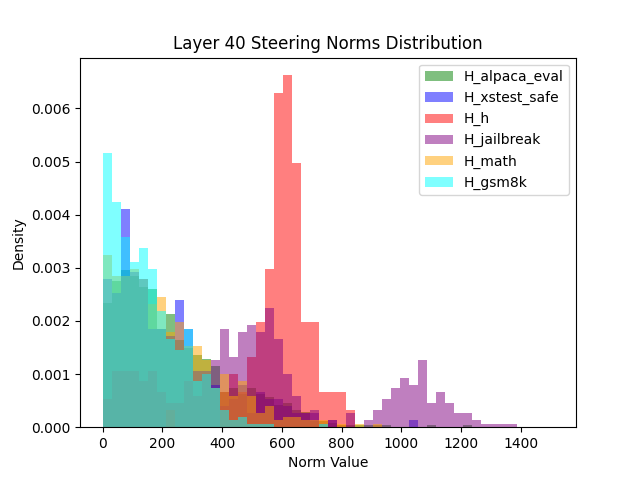 Layer 40 Steering Norms Distribution
H_alpaca_eval
H_xstest_safe
H_h
H_jailbreak
H_math
H_gsm8k
Density
0.006
0.005
0.004
0.003
0.002
0.001
0.000
0
200
400
600
800
1000
1200
1400
Norm Value